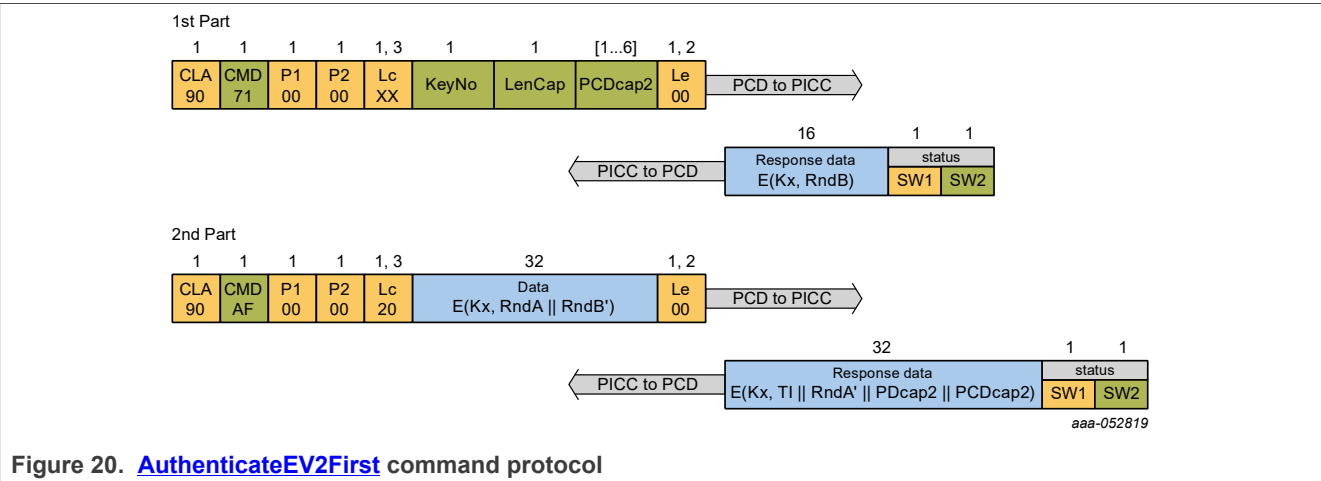 1st Part
1 1 1 1 1, 3 1 1 [1...6] 1, 2
CLA CMD P1 P2 Lc KeyNo LenCap PCDcap2 Le
90 71 00 00 XX 00
PCD to PICC
16 1 1
Response data status
E(Kx, RndB) SW1 SW2
PICC to PCD
2nd Part
1 1 1 1 1, 3 32 1, 2
CLA CMD P1 P2 Lc Data Le
90 AF 00 00 20 E(Kx, RndA || RndB') 00
PCD to PICC
32 1 1
Response data status
E(Kx, TI || RndA' || PDcap2 || PCDcap2) SW1 SW2
PICC to PCD
aaa-052819
Figure 20. AuthenticateEV2First command protocol